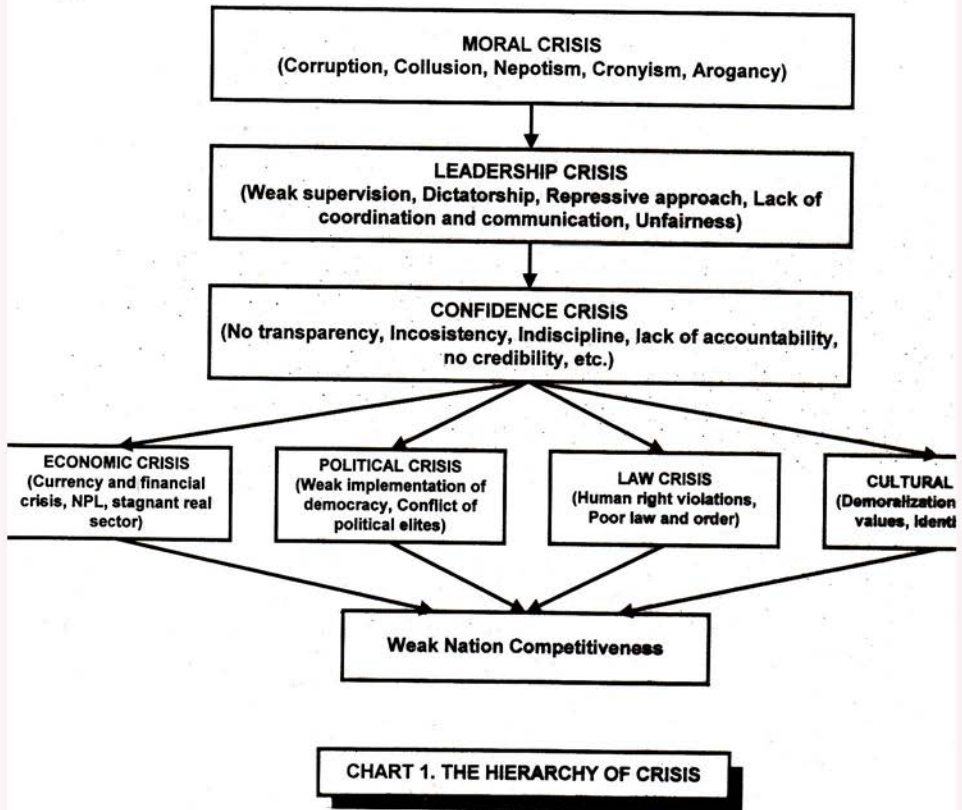 MORAL CRISIS
(Corruption, Collusion, Nepotism, Cronyism, Arogancy)
LEADERSHIP CRISIS
(Weak supervision, Dictatorship, Repressive approach, Lack of
coordination and communication, Unfairness)
CONFIDENCE CRISIS
(No transparency, Incosistency, Indiscipline, lack of accountability,
no credibility, etc.)
ECONOMIC CRISIS
(Currency and financial
crisis, NPL, stagnant real
sector)
POLITICAL CRISIS
(Weak implementation of
democracy, Conflict of
political elites)
LAW CRISIS
(Human right violations,
Poor law and order)
CULTURAL
(Demoralization
values,
Weak Nation Competitiveness
CHART 1. THE HIERARCHY OF CRISIS